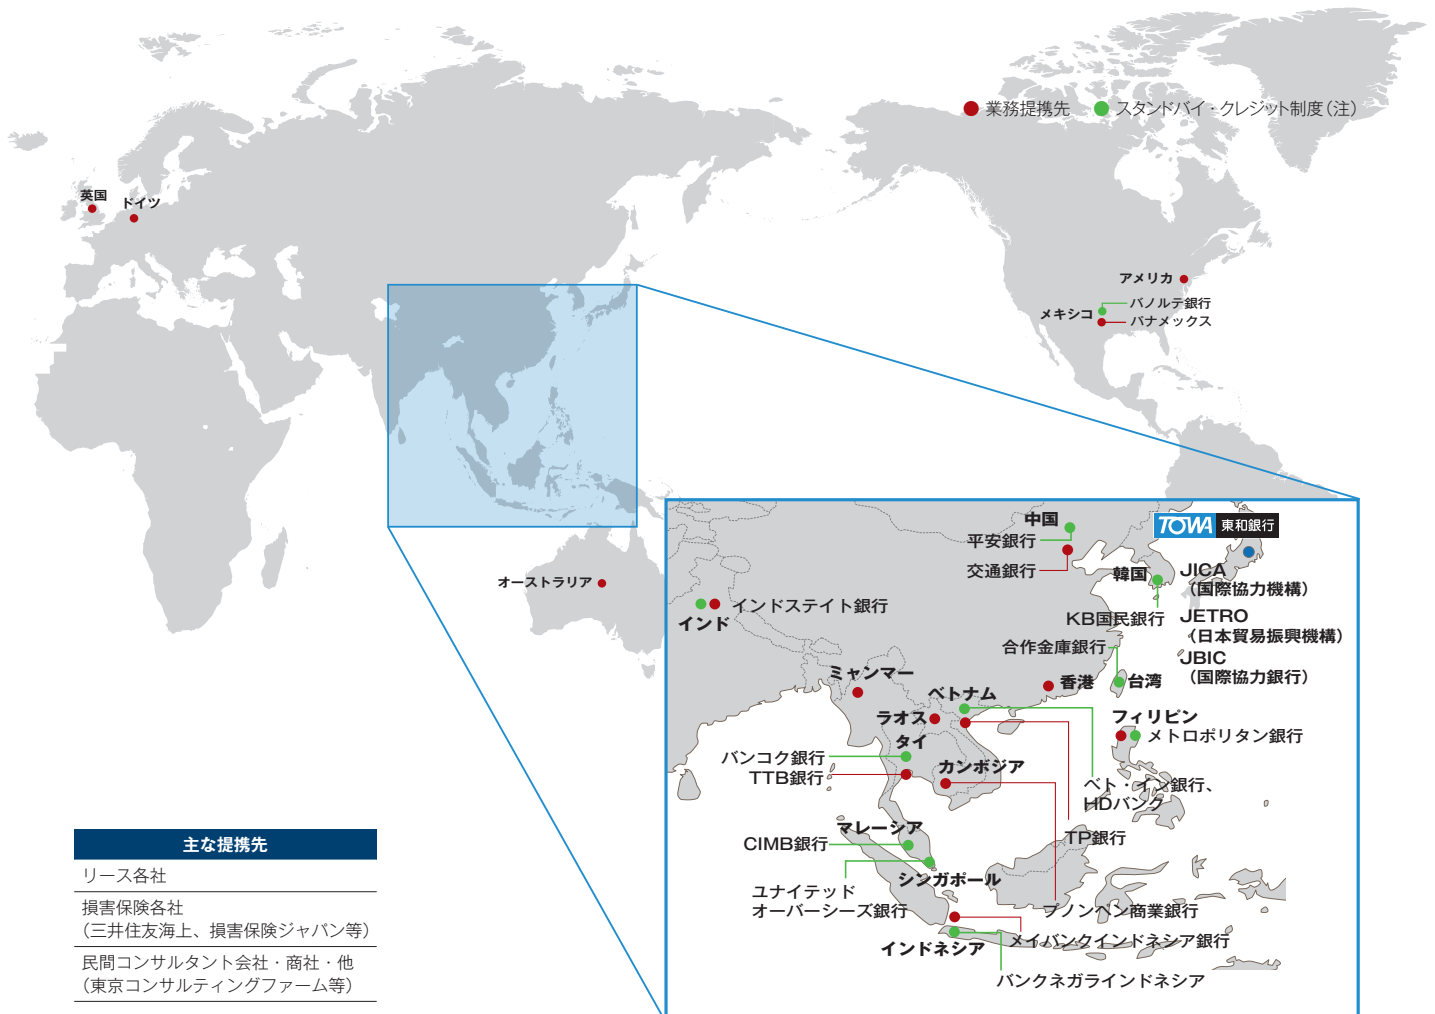 業務提携先
スタンドバイ・クレジット制度(注)
英国
ドイツ
アメリカ
バノルテ銀行
メキシコ
バナメックス
オーストラリア
中国
平安銀行
交通銀行
TOWA 東和銀行
韓国
JICA
(国際協力機構)
KB国民銀行
JETRO
(日本貿易振興機構)
JBIC
(国際協力銀行)
インドステイト銀行
インド
合作金庫銀行
ミャンマー
香港
台湾
ベトナム
ラオス
フィリピン
メトロポリタン銀行
タイ
バンコク銀行
TTB銀行
カンボジア
ベト・イン銀行、
HDバンク
マレーシア
CIMB銀行
TP銀行
シンガポール
ユナイテッド
オーバーシーズ銀行
プノンペン商業銀行
インドネシア
メイバンクインドネシア銀行
バンクネガラインドネシア
主な提携先
リース各社
損害保険各社
(三井住友海上、損害保険ジャパン等)
民間コンサルタント会社・商社・他
(東京コンサルティングファーム等)